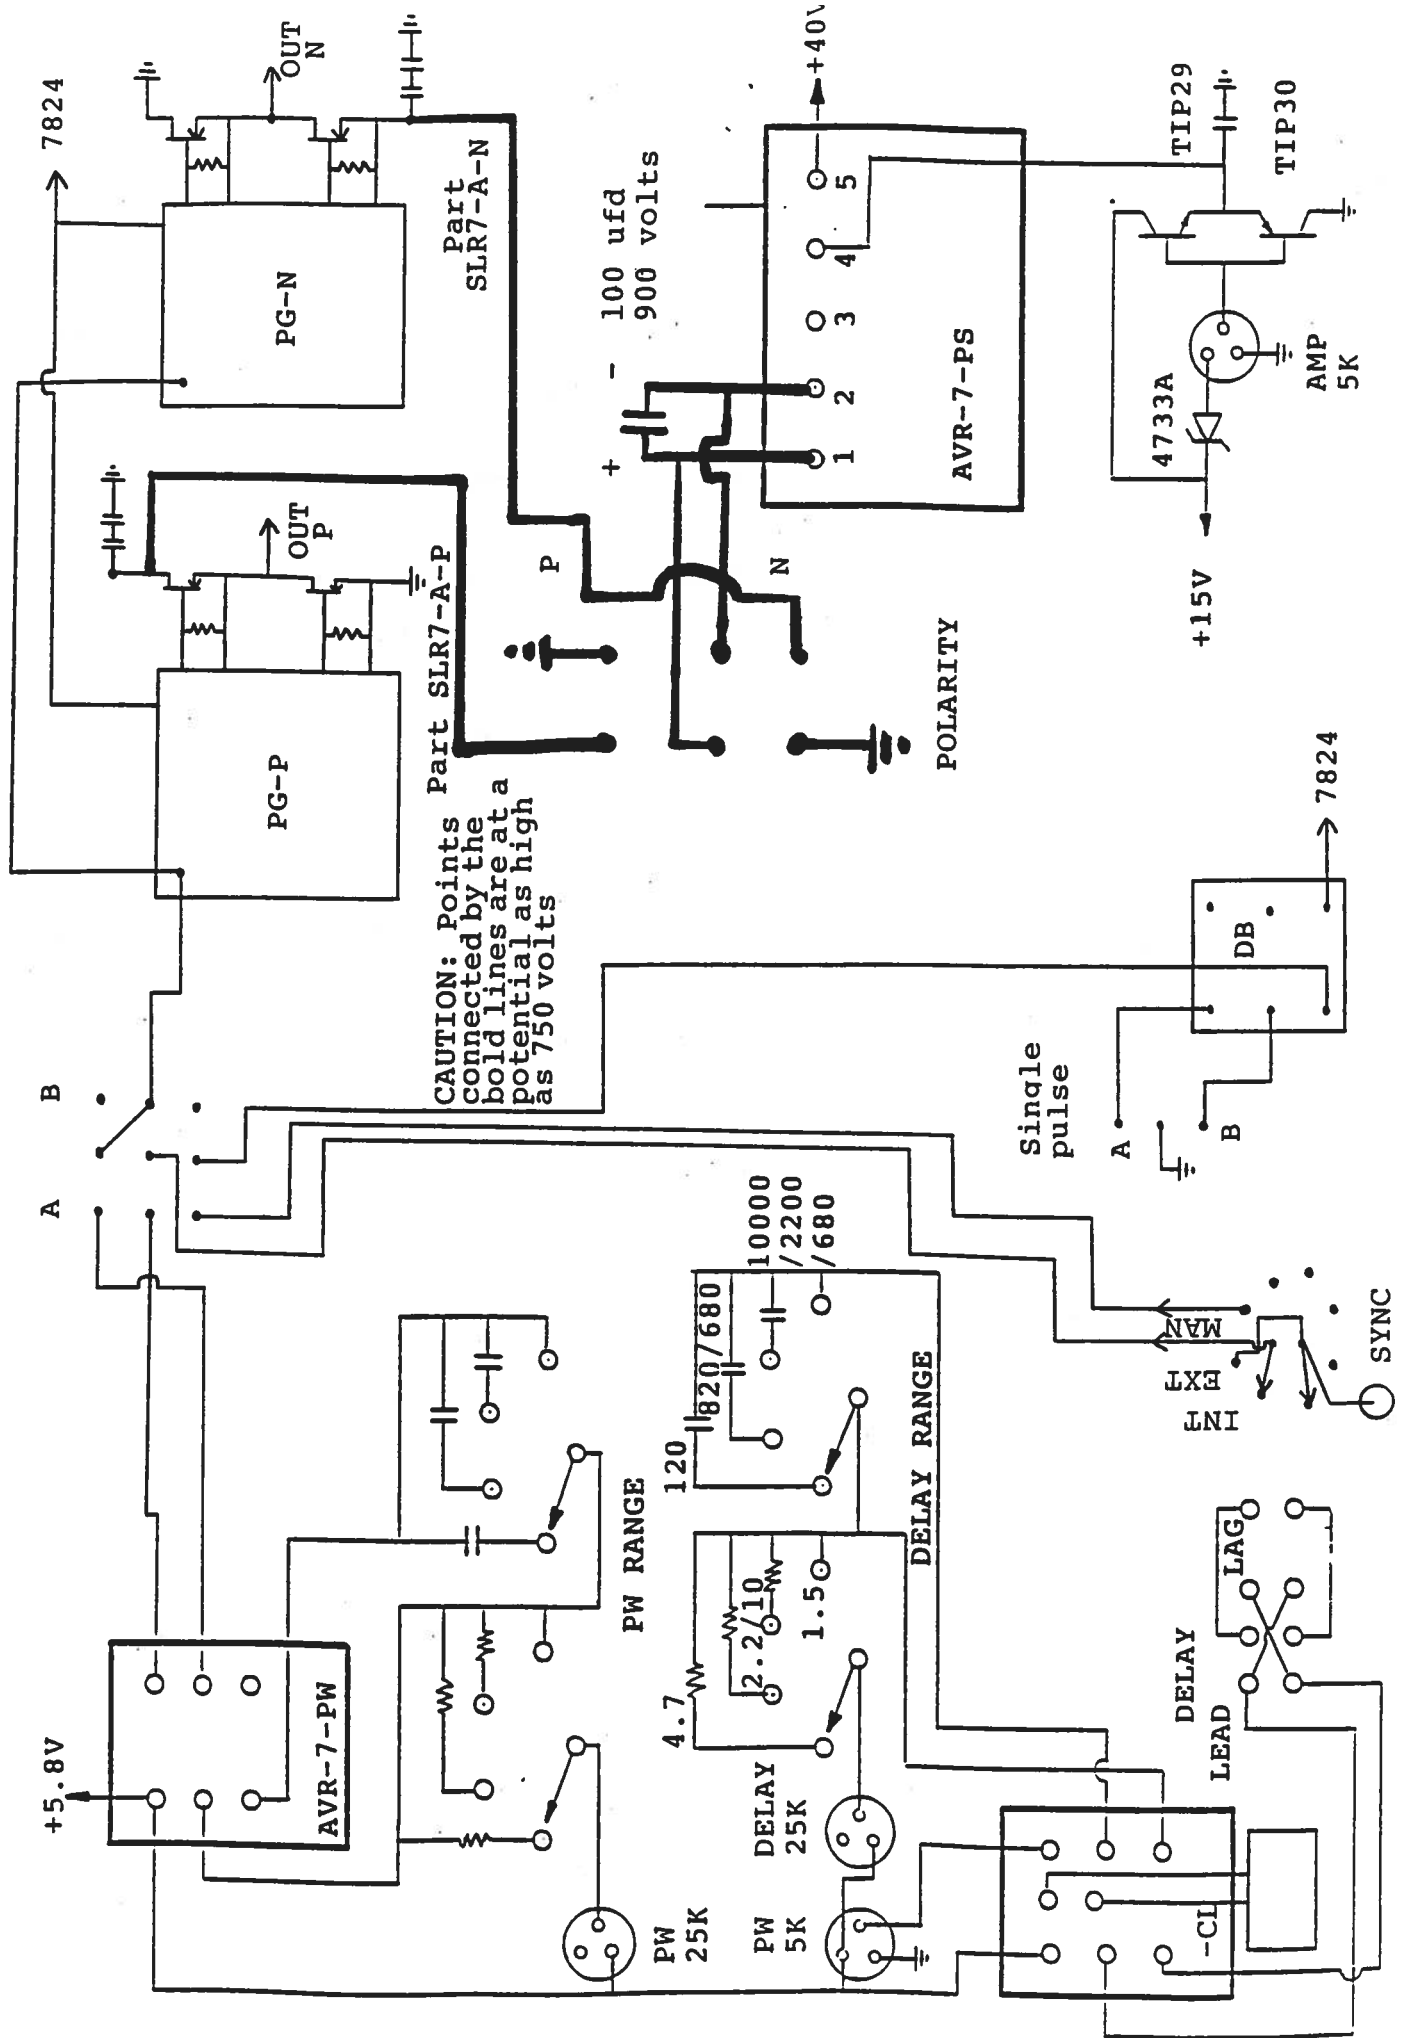 7824
OUT
N
PG-N
Part
SLR7-A-N
OUT
P
PG-P
Part SLR7-A-P
CAUTION: Points
connected by the
bold lines are at a
potential as high
as 750 volts
100 ufd
900 volts
+
-
+40V
1
2
3
4
5
AVR-7-PS
TIP29
TIP30
4733A
AMP
5K
+15V
P
N
POLARITY
A
B
Single
pulse
A
B
DB
7824
+5.8V
AVR-7-PW
PW RANGE
PW
25K
120
820/680
10000
/2200
/680
DELAY RANGE
4.7
2.2/10
1.5
DELAY
25K
PW
5K
-CL
DELAY
LEAD
LAG
MAN
EXT
INT
SYNC